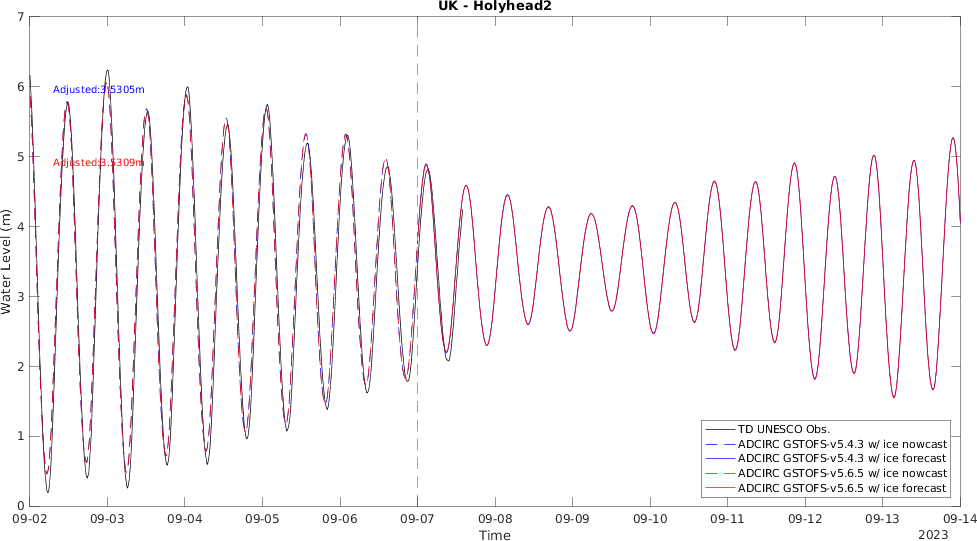 UK - Holyhead2
7
6
5
4
3
2
1
0
Water Level (m)
Adjusted:3.5305m
Adjusted:3.5309m
TD UNESCO Obs.
ADCIRC GSTOFS-v5.4.3 w/ ice nowcast
ADCIRC GSTOFS-v5.4.3 w/ ice forecast
ADCIRC GSTOFS-v5.6.5 w/ ice nowcast
ADCIRC GSTOFS-v5.6.5 w/ ice forecast
09-02 09-03 09-04 09-05 09-06 09-07 09-08 09-09 09-10 09-11 09-12 09-13 09-14
Time
2023